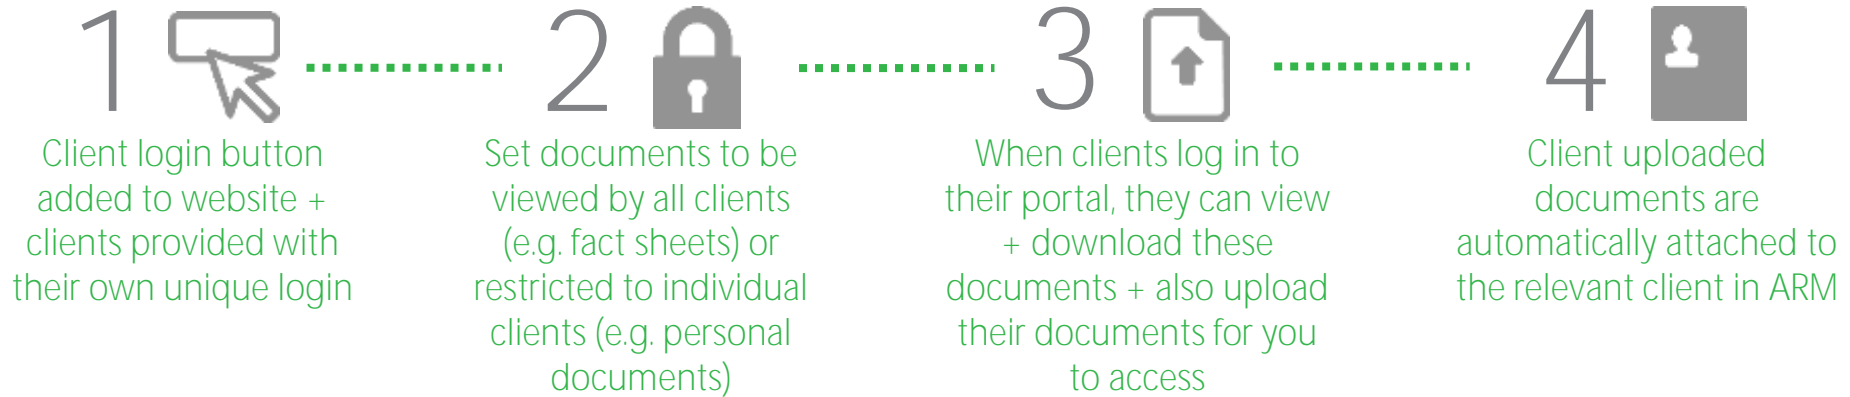 1
Client login button
added to website +
clients provided with
their own unique login
2
Set documents to be
viewed by all clients
(e.g. fact sheets) or
restricted to individual
clients (e.g. personal
documents)
3
When clients log in to
their portal, they can view
+ download these
documents + also upload
their documents for you
to access
4
Client uploaded
documents are
automatically attached to
the relevant client in ARM